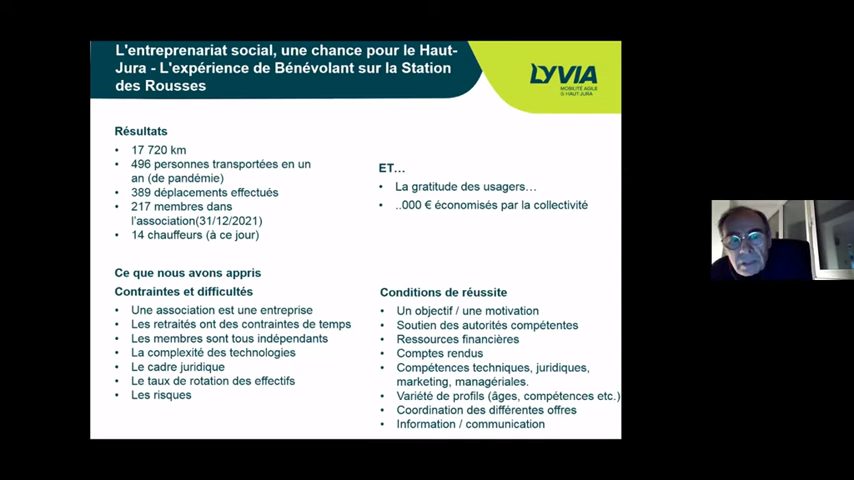 L'entreprenariat social, une chance pour le Haut-
Jura - L'expérience de Bénévolant sur la Station
des Rousses
LYVIA
MOBILITÉ AGILE
Résultats
• 17 720 km
• 496 personnes transportées en un
an (de pandémie)
• 389 déplacements effectués
• 217 membres dans
l'association(31/12/2021)
• 14 chauffeurs (à ce jour)
ET…
• La gratitude des usagers…
• ..000 € économisés par la collectivité
Ce que nous avons appris
Contraintes et difficultés
• Une association est une entreprise
• Les retraités ont des contraintes de temps
• Les membres sont tous indépendants
• La complexité des technologies
• Le cadre juridique
• Le taux de rotation des effectifs
• Les risques
Conditions de réussite
• Un objectif / une motivation
• Soutien des autorités compétentes
• Ressources financières
• Comptes rendus
• Compétences techniques, juridiques,
marketing, managériales.
• Variété de profils (âges, compétences etc.)
• Coordination des différentes offres
• Information / communication